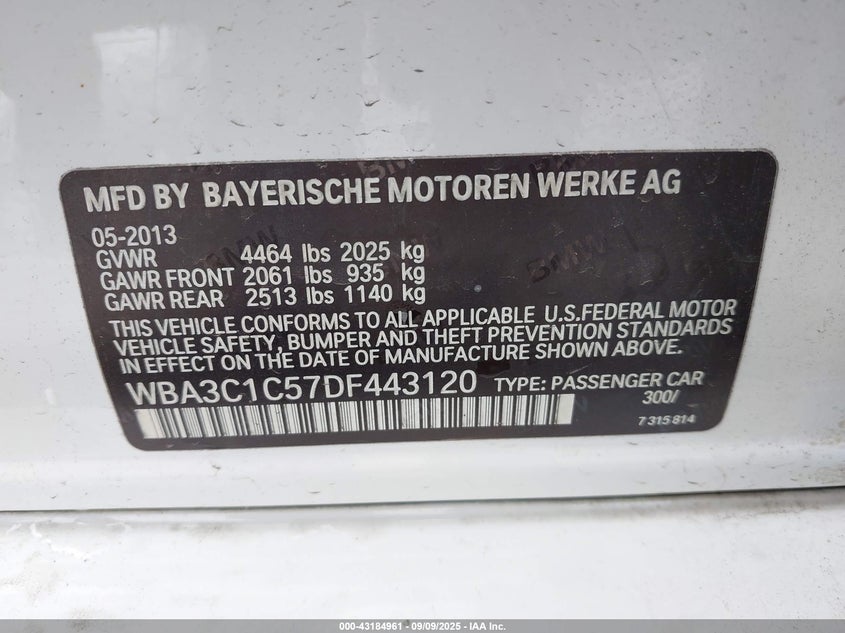 MFD BY BAYERISCHE MOTOREN WERKE AG
05-2013
GVWR 4464 lbs 2025 kg
GAWR FRONT 2061 lbs 935 kg
GAWR REAR 2513 lbs 1140 kg
THIS VEHICLE CONFORMS TO ALL APPLICABLE U.S.FEDERAL MOTOR
VEHICLE SAFETY, BUMPER AND THEFT PREVENTION STANDARDS
IN EFFECT ON THE DATE OF MANUFACTURE SHOWN ABOVE.
WBA3C1C57DF443120 TYPE: PASSENGER CAR
300/
7 315 814
000-43184961 - 09/09/2025 - IAA Inc.